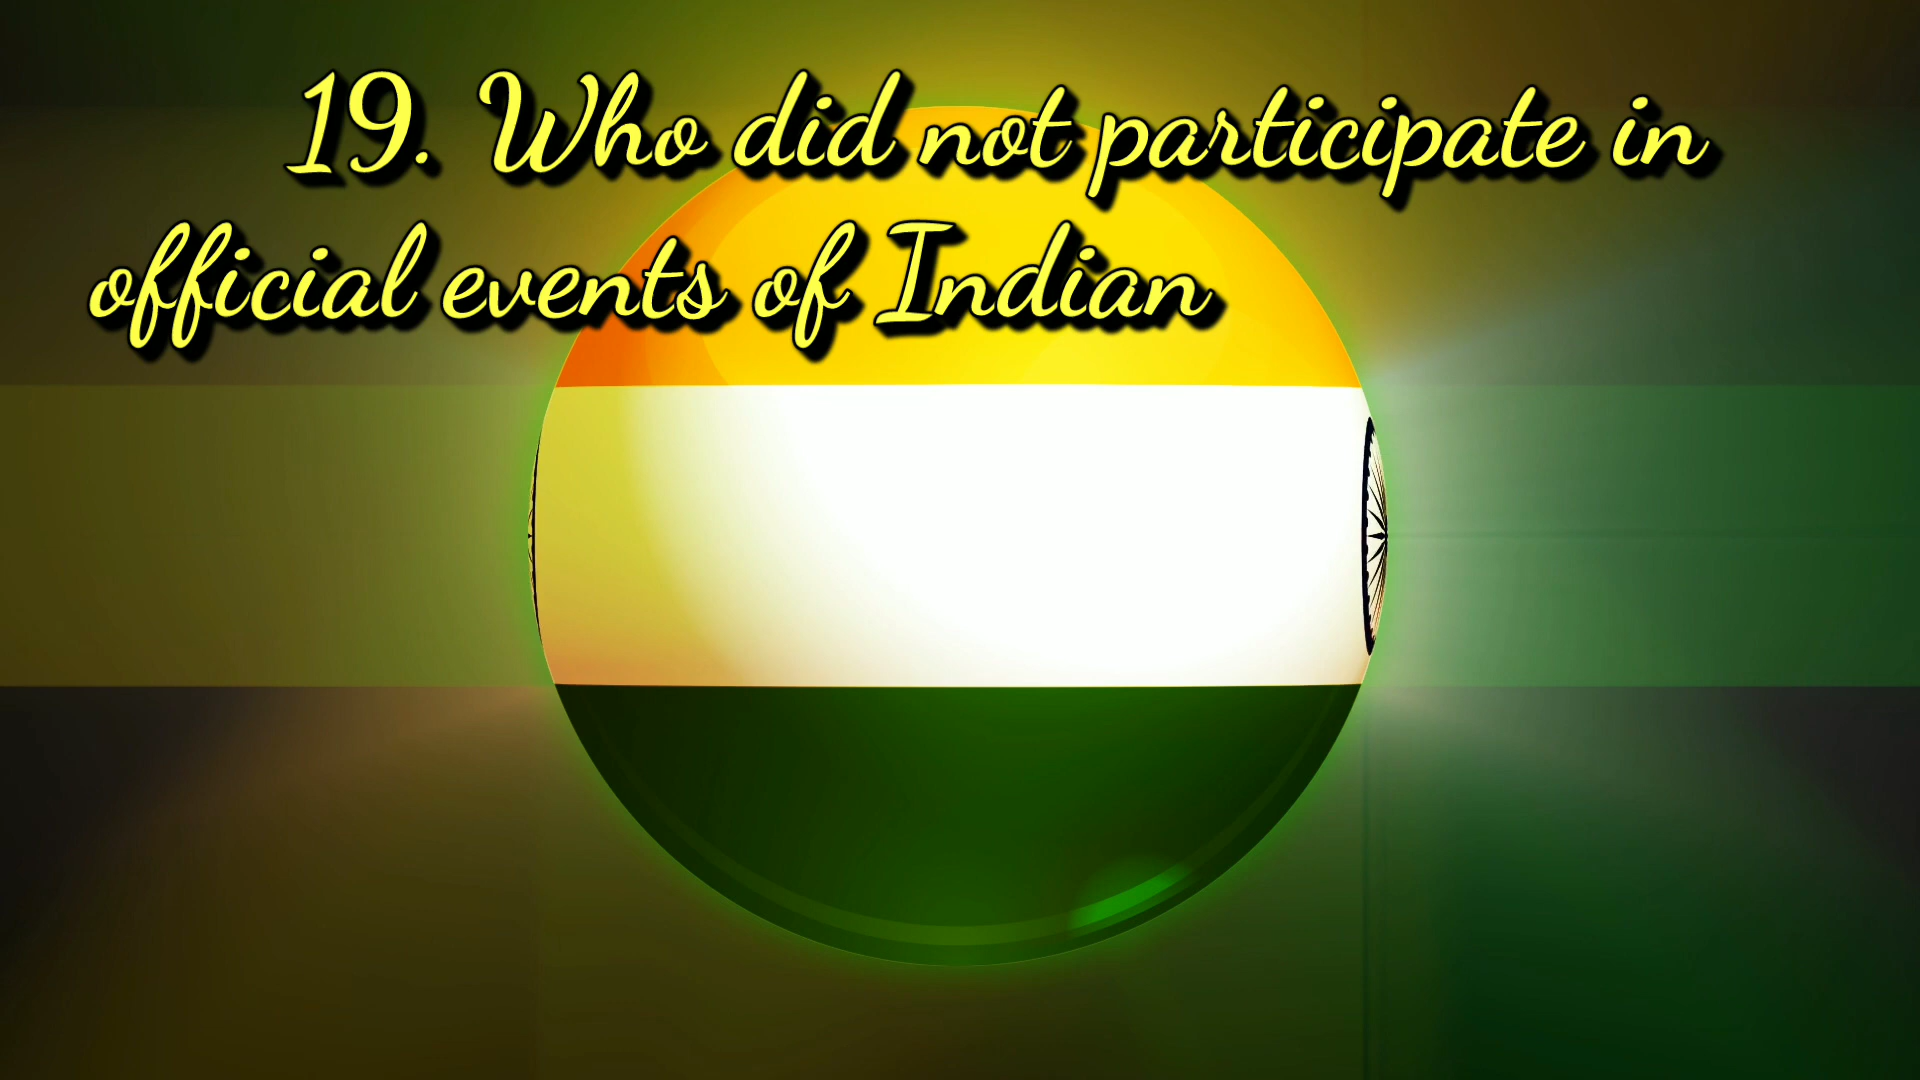 19. Who did not participate in
official events of Indian